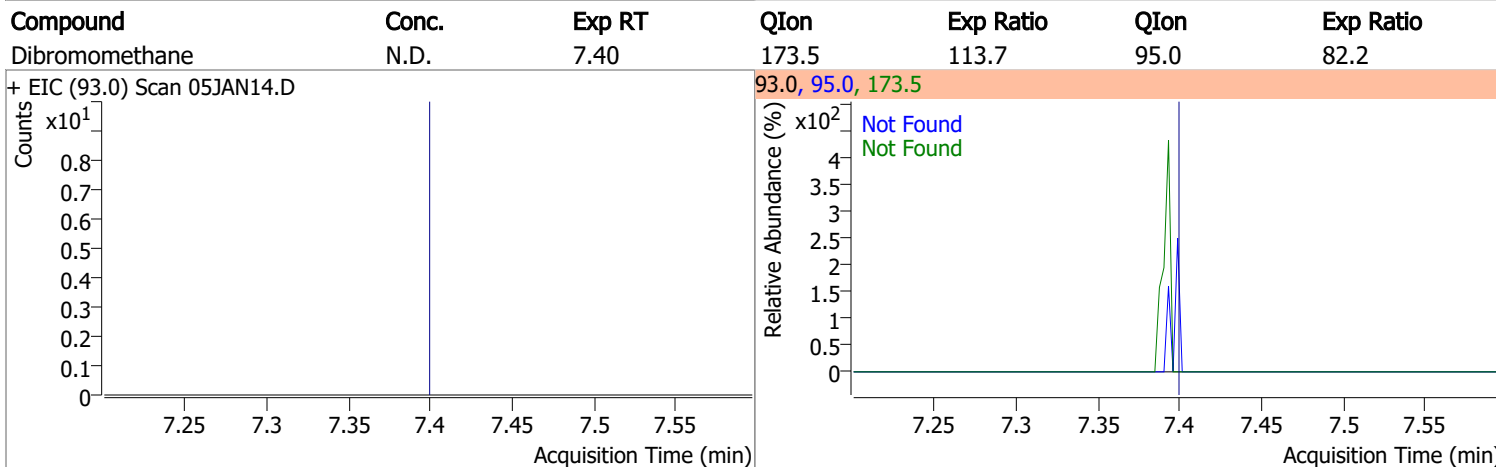 Compound Conc. Exp RT QIon Exp Ratio QIon Exp Ratio
Dibromomethane N.D. 7.40 173.5 113.7 95.0 82.2
+ EIC (93.0) Scan 05JAN14.D
Counts
x10¹
0.8
0.7
0.6
0.5
0.4
0.3
0.2
0.1
0
7.25 7.3 7.35 7.4 7.45 7.5 7.55
Acquisition Time (min)
93.0, 95.0, 173.5
Relative Abundance (%)
x10²
Not Found
Not Found
4
3.5
3
2.5
2
1.5
1
0.5
0
7.25 7.3 7.35 7.4 7.45 7.5 7.55
Acquisition Time (min)